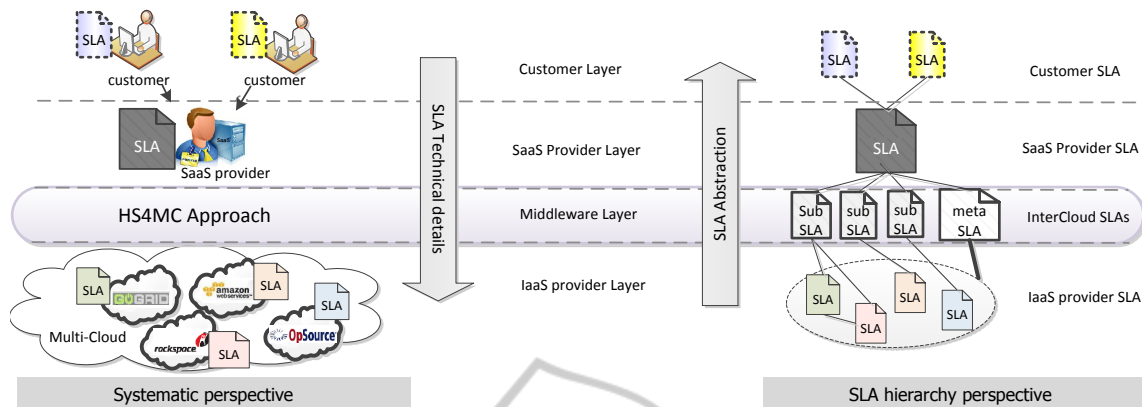 SLA
SLA
customer
customer
SLA
SaaS
SaaS provider
HS4MC Approach
SLA
GOGRID
amazon
web services™
SLA
SLA
Multi-Cloud
rackspace
SLA
OpSource
Systematic perspective
SLA Technical details
Customer Layer
SaaS Provider Layer
Middleware Layer
IaaS provider Layer
SLA Abstraction
SLA
SLA
Customer SLA
SLA
SaaS Provider SLA
Sub
SLA
sub
SLA
sub
SLA
meta
SLA
InterCloud SLAs
SLA
SLA
SLA
SLA
IaaS provider SLA
SLA hierarchy perspective